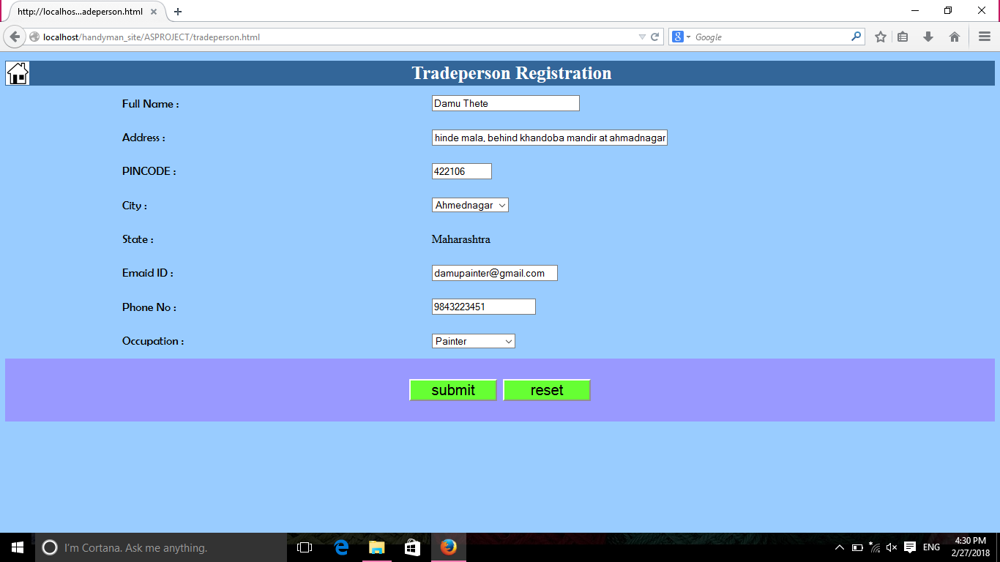 http://localhos...adeperson.html
localhost/handyman_site/ASPROJECT/tradeperson.html
8 Google
Tradeperson Registration
Full Name : Damu Thete
Address : hinde mala, behind khandoba mandir at ahmadnagar
PINCODE : 422106
City : Ahmednagar
State : Maharashtra
Emaid ID : damupainter@gmail.com
Phone No : 9843223451
Occupation : Painter
submit reset
I'm Cortana. Ask me anything.
ENG
4:30 PM
2/27/2018